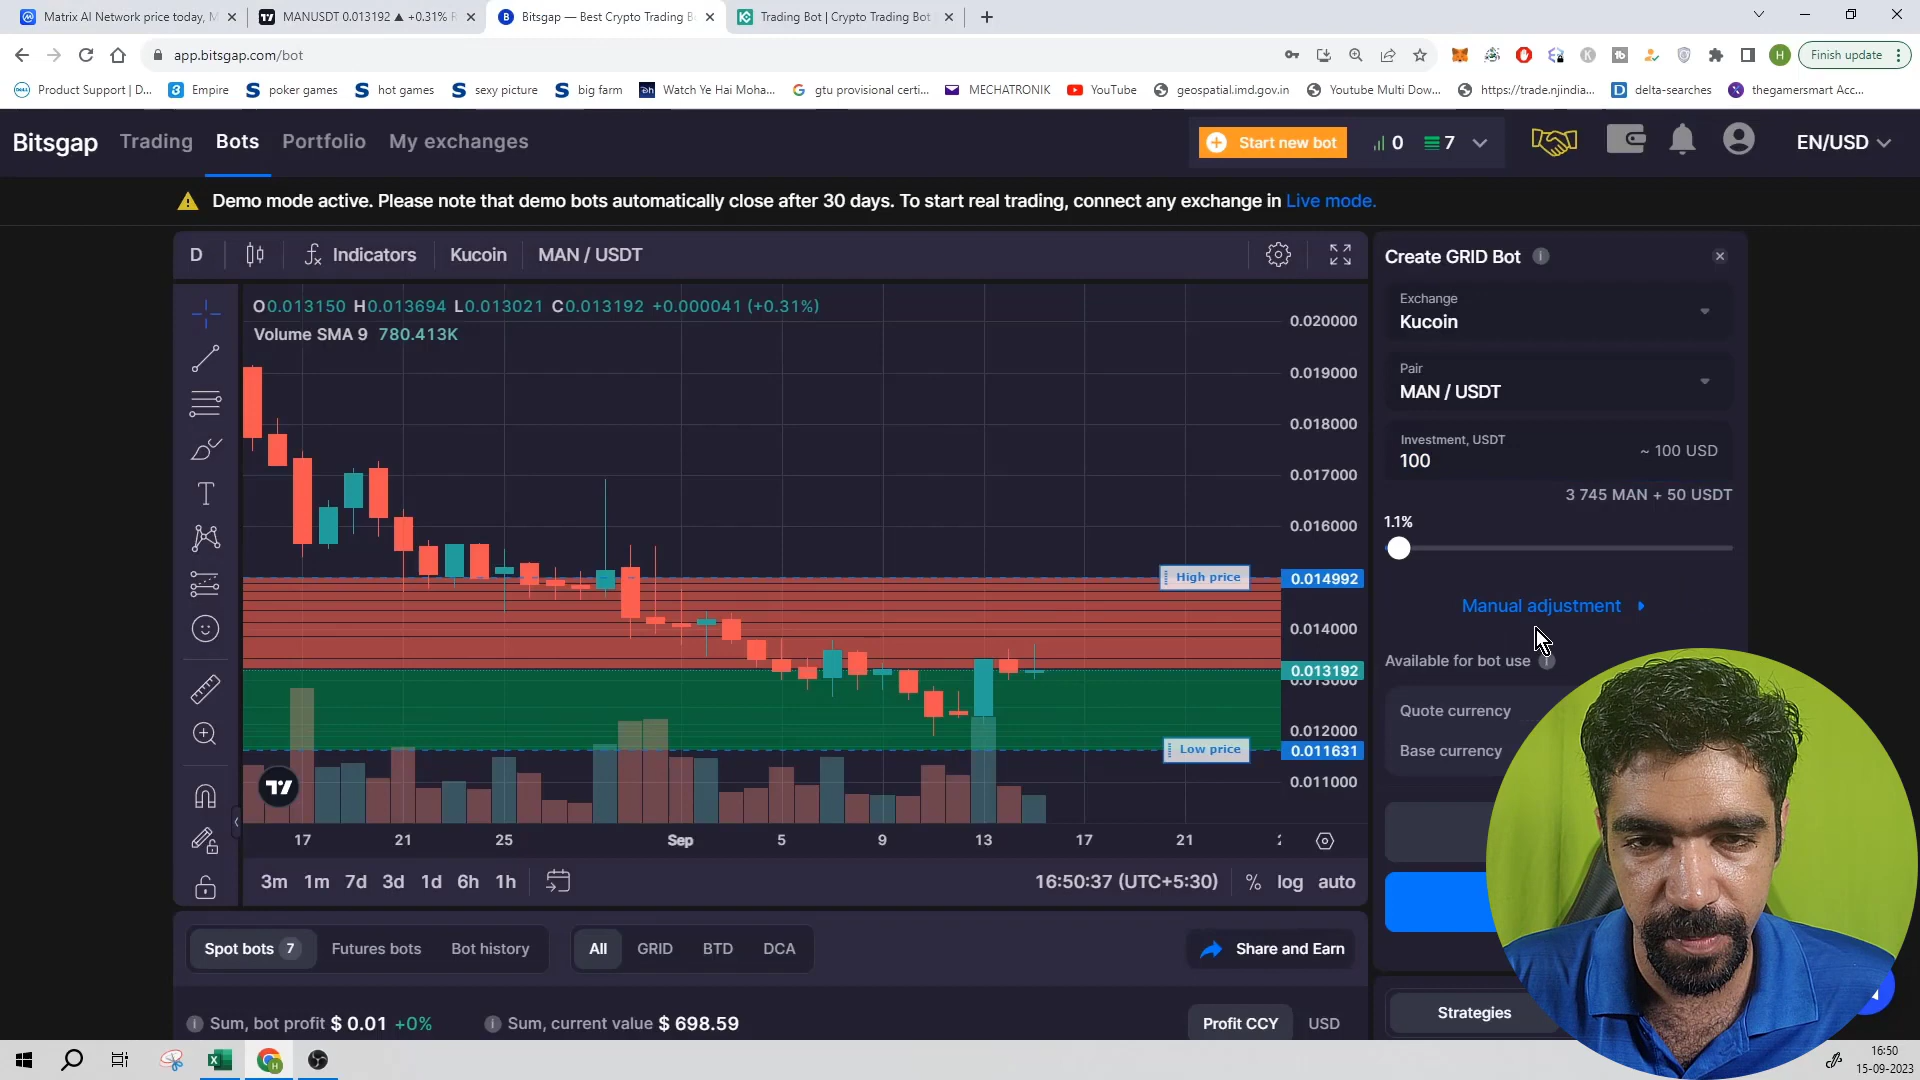 Matrix AI Network price today, M
MANUSDT 0.013192 ▲ +0.31% R
Bitsgap — Best Crypto Trading B
Trading Bot | Crypto Trading Bot
app.bitsgap.com/bot
Finish update
Product Support | D...
Empire
poker games
hot games
sexy picture
big farm
Watch Ye Hai Moha...
gtu provisional certi...
MECHATRONIK
YouTube
geospatial.imd.gov.in
Youtube Multi Dow...
https://trade.njindia...
delta-searches
thegamersmart Acc...
Bitsgap
Trading
Bots
Portfolio
My exchanges
Start new bot
0
7
EN/USD
Demo mode active. Please note that demo bots automatically close after 30 days. To start real trading, connect any exchange in Live mode.
D
Indicators
Kucoin
MAN / USDT
O0.013150 H0.013694 L0.013021 C0.013192 +0.000041 (+0.31%)
Volume SMA 9 780.413K
0.020000
0.019000
0.018000
0.017000
0.016000
High price
0.014992
0.014000
0.013192
0.013000
0.012000
Low price
0.011631
0.011000
17
21
25
Sep
5
9
13
17
21
3m 1m 7d 3d 1d 6h 1h
16:50:37 (UTC+5:30)
%
log
auto
Create GRID Bot
Exchange
Kucoin
Pair
MAN / USDT
Investment, USDT
100
~ 100 USD
3 745 MAN + 50 USDT
1.1%
Manual adjustment
Available for bot use
Quote currency
Base currency
Strategies
Spot bots 7
Futures bots
Bot history
All
GRID
BTD
DCA
Share and Earn
Sum, bot profit $ 0.01 +0%
Sum, current value $ 698.59
Profit CCY
USD
16:50
15-09-2023